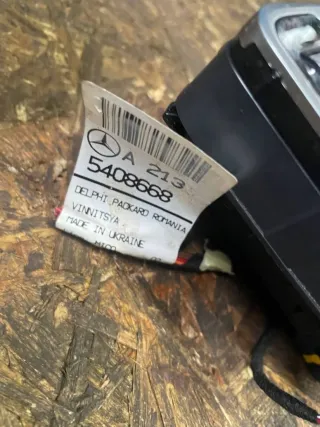 A 213
5408668
DELPHI PACKARD ROMANIA
VINNITSYA
MADE IN UKRAINE